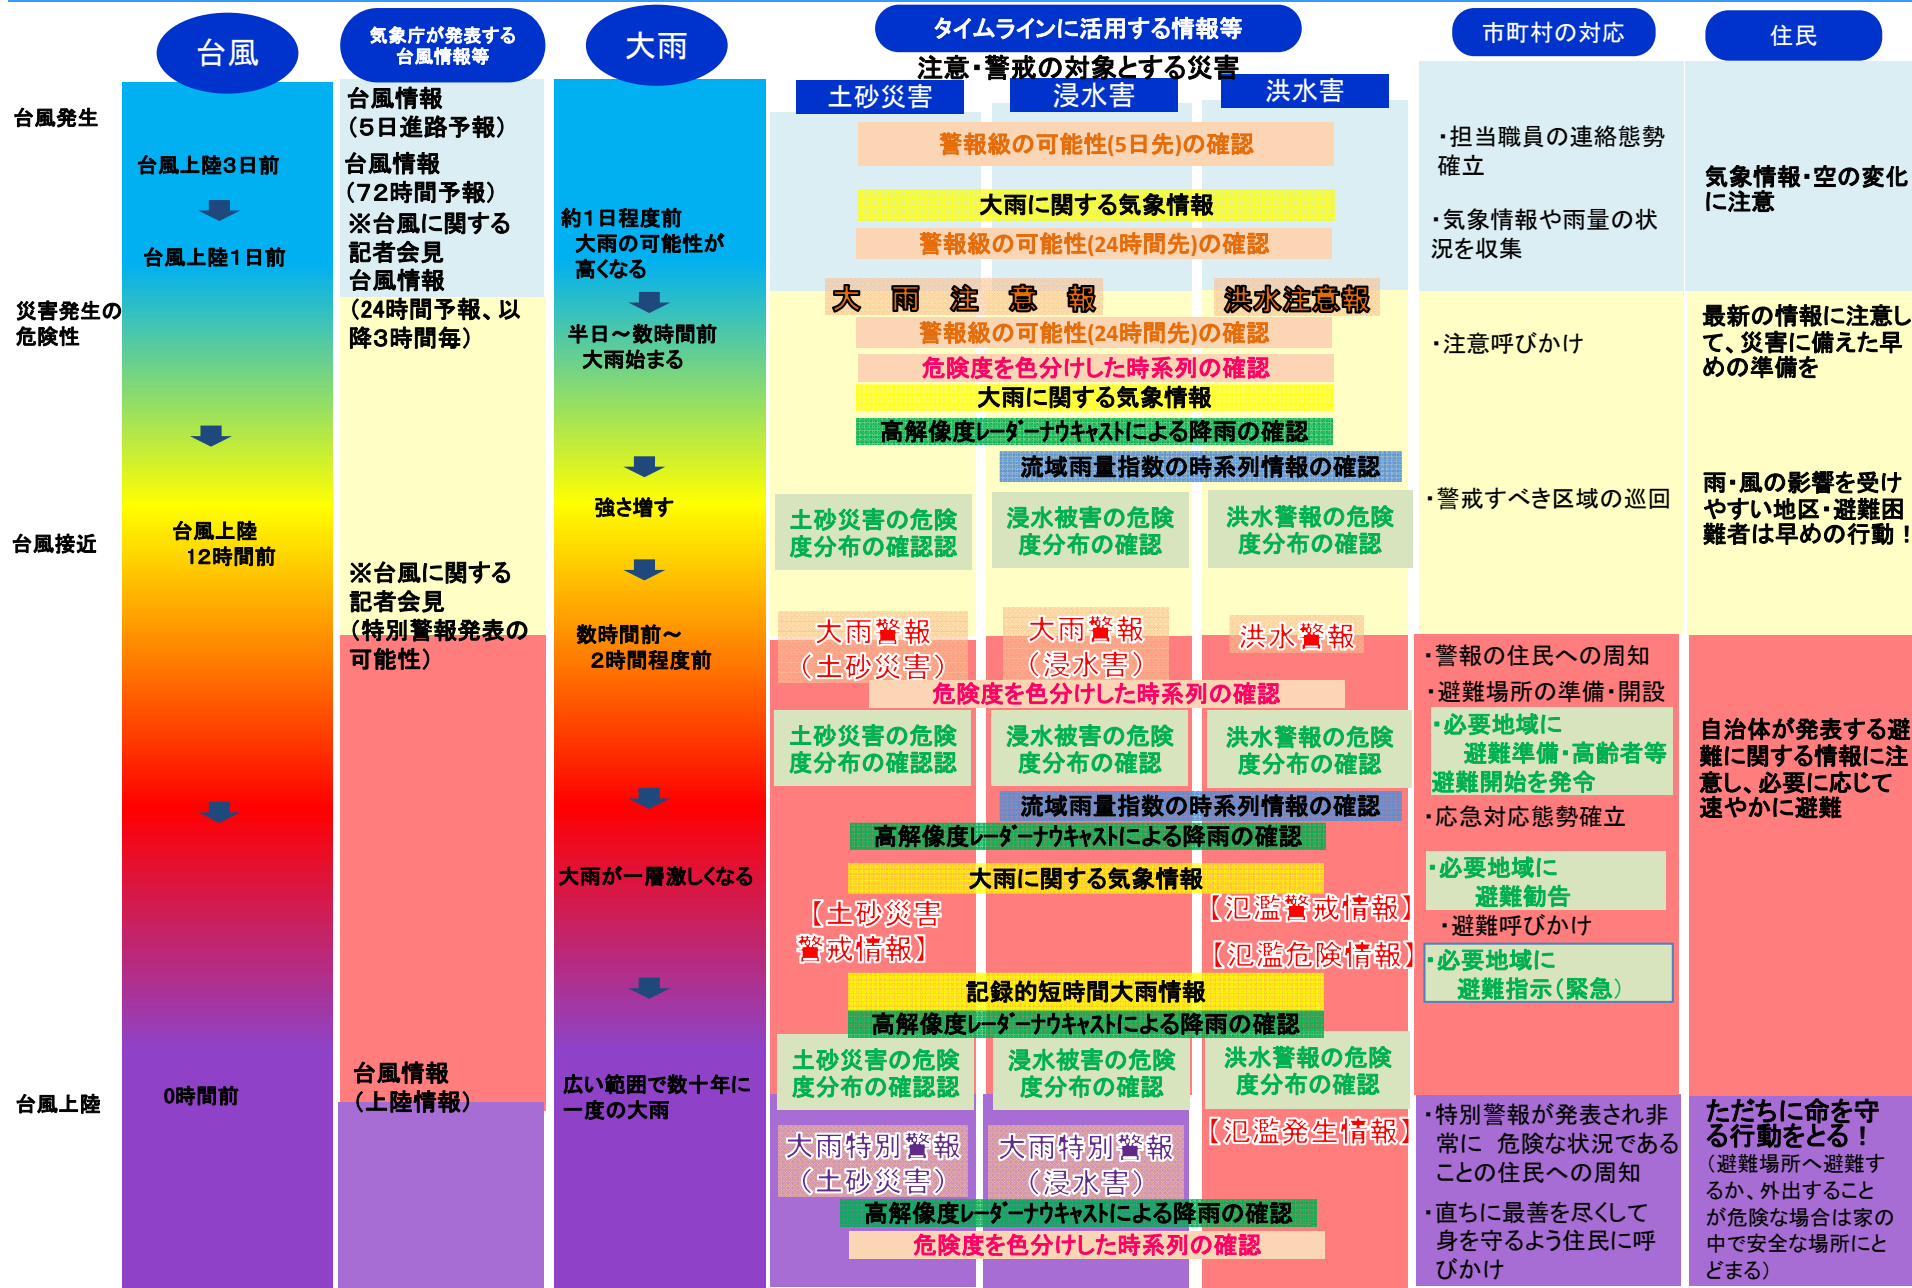 台風
気象庁が発表する
台風情報等
大雨
タイムラインに活用する情報等
市町村の対応
住民
注意・警戒の対象とする災害
土砂災害
浸水害
洪水害
台風発生
台風上陸3日前
台風上陸1日前
災害発生の
危険性
台風接近
台風上陸
12時間前
台風上陸
0時間前
台風情報
(5日進路予報)
台風情報
(72時間予報)
※台風に関する
記者会見
台風情報
(24時間予報、以
降3時間毎)
※台風に関する
記者会見
(特別警報発表の
可能性)
台風情報
(上陸情報)
約1日程度前
大雨の可能性が
高くなる
半日～数時間前
大雨始まる
強さ増す
数時間前～
2時間程度前
大雨が一層激しくなる
広い範囲で数十年に
一度の大雨
警報級の可能性(5日先)の確認
大雨に関する気象情報
警報級の可能性(24時間先)の確認
大雨注意報
洪水注意報
警報級の可能性(24時間先)の確認
危険度を色分けした時系列の確認
大雨に関する気象情報
高解像度レーダーナウキャストによる降雨の確認
流域雨量指数の時系列情報の確認
土砂災害の危険
度分布の確認認
浸水被害の危険
度分布の確認
洪水警報の危険
度分布の確認
大雨警報
(土砂災害)
大雨警報
(浸水害)
洪水警報
危険度を色分けした時系列の確認
土砂災害の危険
度分布の確認認
浸水被害の危険
度分布の確認
洪水警報の危険
度分布の確認
流域雨量指数の時系列情報の確認
高解像度レーダーナウキャストによる降雨の確認
大雨に関する気象情報
【土砂災害
警戒情報】
【氾濫警戒情報】
【氾濫危険情報】
記録的短時間大雨情報
高解像度レーダーナウキャストによる降雨の確認
土砂災害の危険
度分布の確認認
浸水被害の危険
度分布の確認
洪水警報の危険
度分布の確認
【氾濫発生情報】
大雨特別警報
(土砂災害)
大雨特別警報
(浸水害)
高解像度レーダーナウキャストによる降雨の確認
危険度を色分けした時系列の確認
・担当職員の連絡態勢
確立
・気象情報や雨量の状
況を収集
・注意呼びかけ
・警戒すべき区域の巡回
・警報の住民への周知
・避難場所の準備・開設
・必要地域に
避難準備・高齢者等
避難開始を発令
・応急対応態勢確立
・必要地域に
避難勧告
・避難呼びかけ
・必要地域に
避難指示(緊急)
・特別警報が発表され非
常に 危険な状況である
ことの住民への周知
・直ちに最善を尽くして
身を守るよう住民に呼
びかけ
気象情報・空の変化
に注意
最新の情報に注意し
て、災害に備えた早
めの準備を
雨・風の影響を受け
やすい地区・避難困
難者は早めの行動！
自治体が発表する避
難に関する情報に注
意し、必要に応じて
速やかに避難
ただちに命を守
る行動をとる！
(避難場所へ避難す
るか、外出すること
が危険な場合は家の
中で安全な場所にと
どまる)